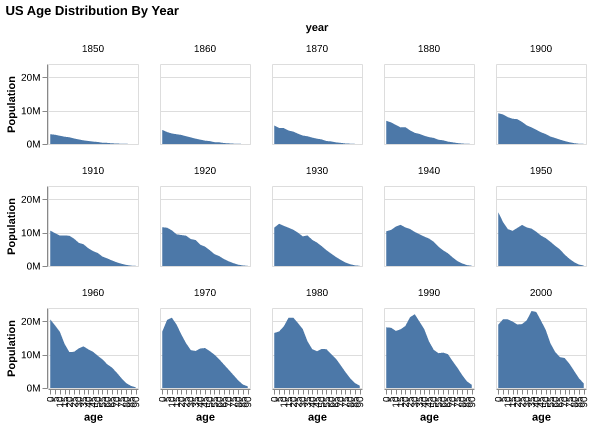 US Age Distribution By Year
year
1850 1860 1870 1880 1900
20M
10M
0M
Population
1910 1920 1930 1940 1950
20M
10M
0M
Population
1960 1970 1980 1990 2000
20M
10M
0M
Population
age age age age age